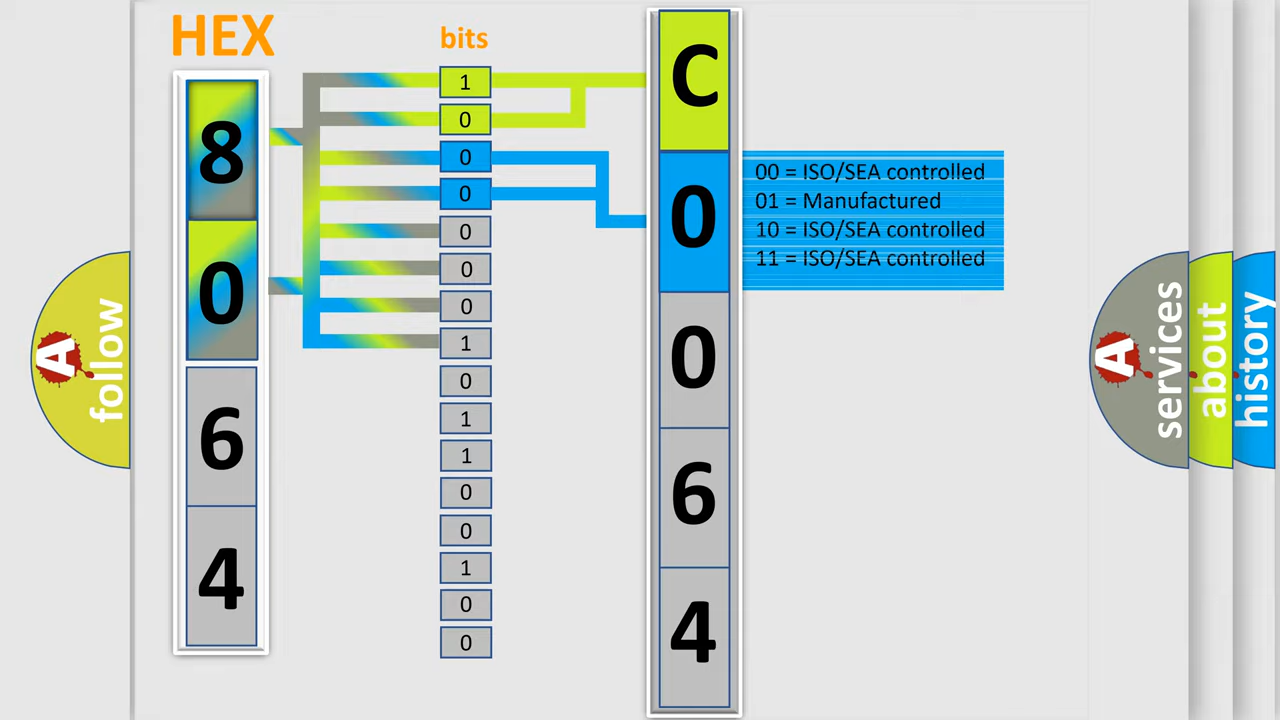 HEX
bits
8
0
6
4
1
0
0
0
0
0
0
1
0
1
1
0
0
1
0
0
C
0
0
6
4
00 = ISO/SEA controlled
01 = Manufactured
10 = ISO/SEA controlled
11 = ISO/SEA controlled
A
follow
A
services
about
history